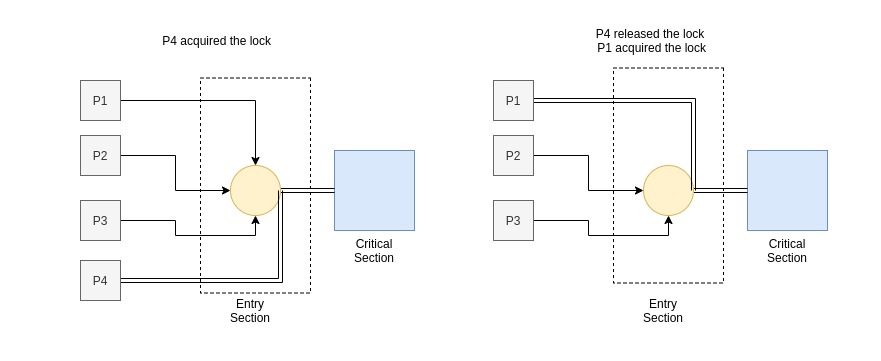 P4 acquired the lock
P1
P2
P3
P4
Critical
Section
Entry
Section
P4 released the lock
P1 acquired the lock
P1
P2
P3
Critical
Section
Entry
Section